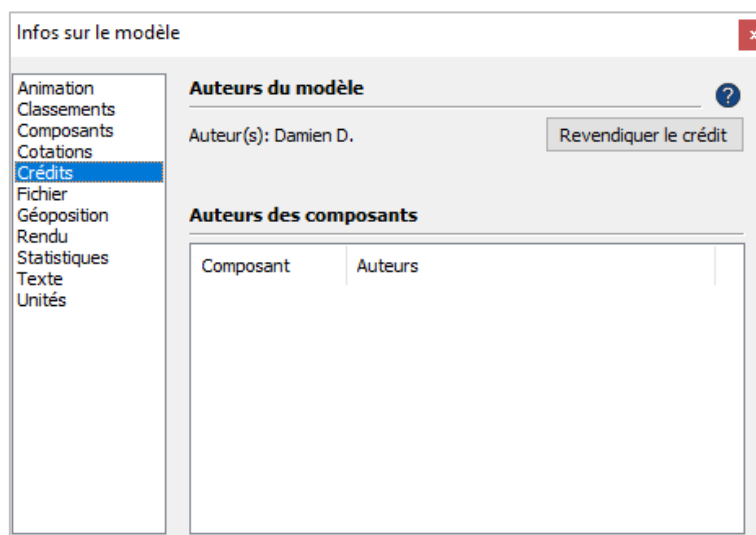 Infos sur le modèle
x
Animation
Classements
Composants
Cotations
Crédits
Fichier
Géoposition
Rendu
Statistiques
Texte
Unités
Auteurs du modèle
?
Auteur(s): Damien D.
Revendiquer le crédit
Auteurs des composants
Composant Auteurs